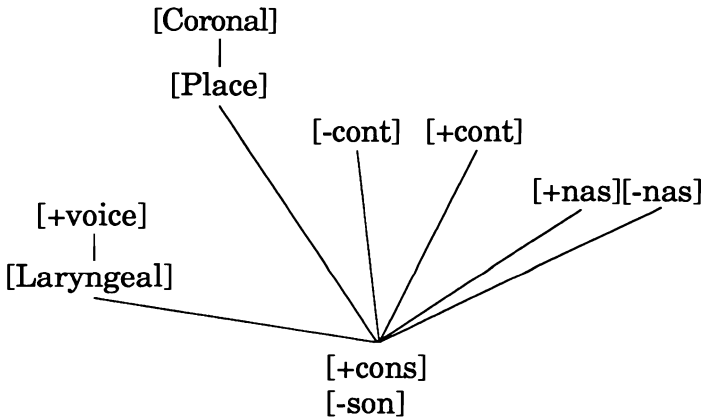 [Coronal]
[Place]
[-cont] [+cont]
[+nas][-nas]
[+voice]
[Laryngeal]
[+cons]
[-son]